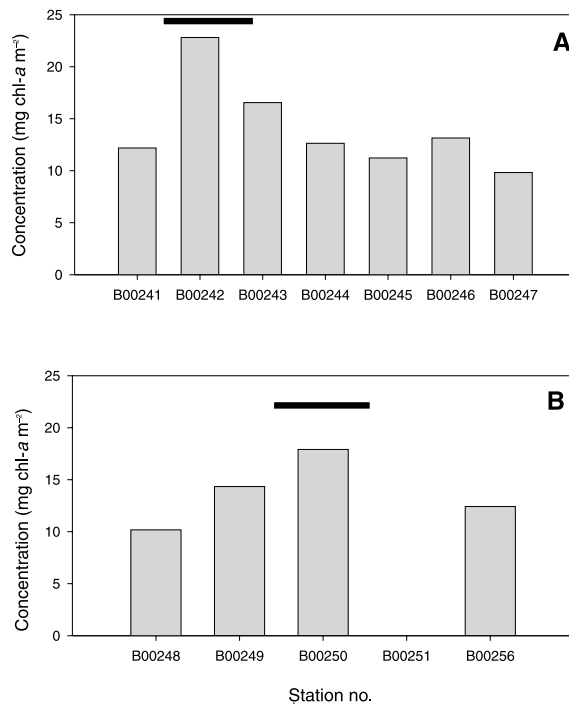 A
Concentration (mg chl-a m⁻²)
25
20
15
10
5
0
B00241 B00242 B00243 B00244 B00245 B00246 B00247
B
Concentration (mg chl-a m⁻²)
25
20
15
10
5
0
B00248 B00249 B00250 B00251 B00256
Station no.